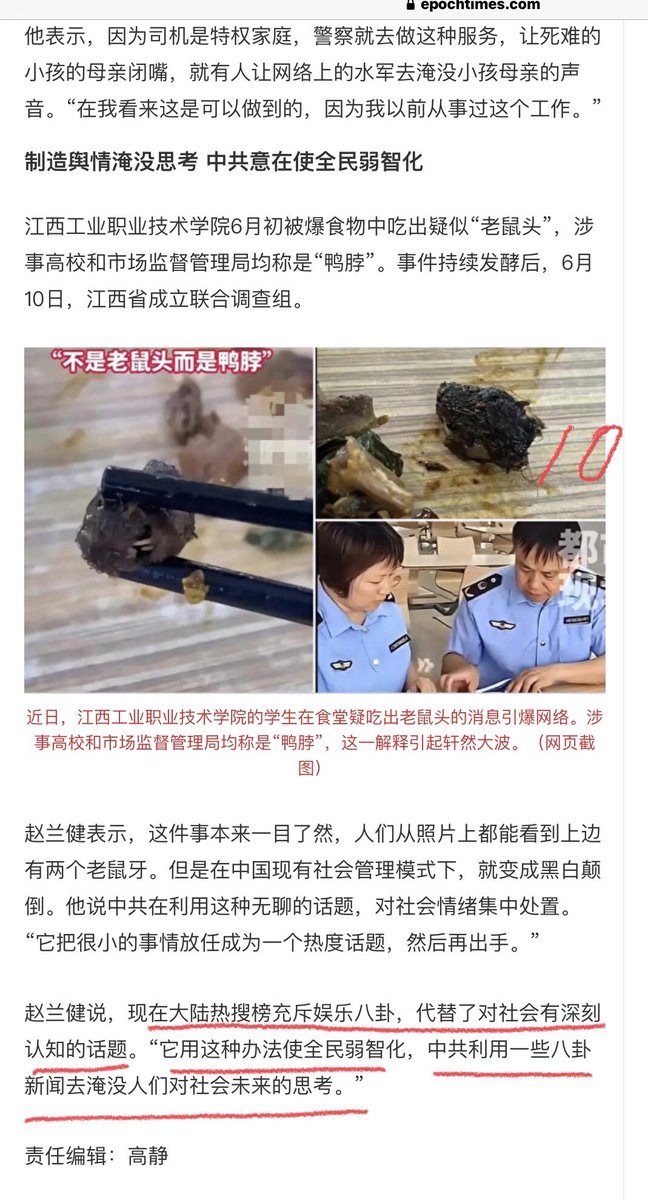 epochtimes.com
他表示，因为司机是特权家庭，警察就去做这种服务，让死难的
小孩的母亲闭嘴，就有人让网络上的水军去淹没小孩母亲的声
音。“在我看来这是可以做到的，因为我以前从事过这个工作。”
制造舆情淹没思考 中共意在使全民弱智化
江西工业职业技术学院6月初被爆食物中吃出疑似“老鼠头”，涉
事高校和市场监督管理局均称是“鸭脖”。事件持续发酵后，6月
10日，江西省成立联合调查组。
“不是老鼠头而是鸭脖”
10
都
现
近日，江西工业职业技术学院的学生在食堂疑吃出老鼠头的消息引爆网络。涉
事高校和市场监督管理局均称是“鸭脖”，这一解释引起轩然大波。（网页截
图）
赵兰健表示，这件事本来一目了然，人们从照片上都能看到上边
有两个老鼠牙。但是在中国现有社会管理模式下，就变成黑白颠
倒。他说中共在利用这种无聊的话题，对社会情绪集中处置。
“它把很小的事情放任成为一个热度话题，然后再出手。”
赵兰健说，现在大陆热搜榜充斥娱乐八卦，代替了对社会有深刻
认知的话题。“它用这种办法使全民弱智化，中共利用一些八卦
新闻去淹没人们对社会未来的思考。”
责任编辑：高静